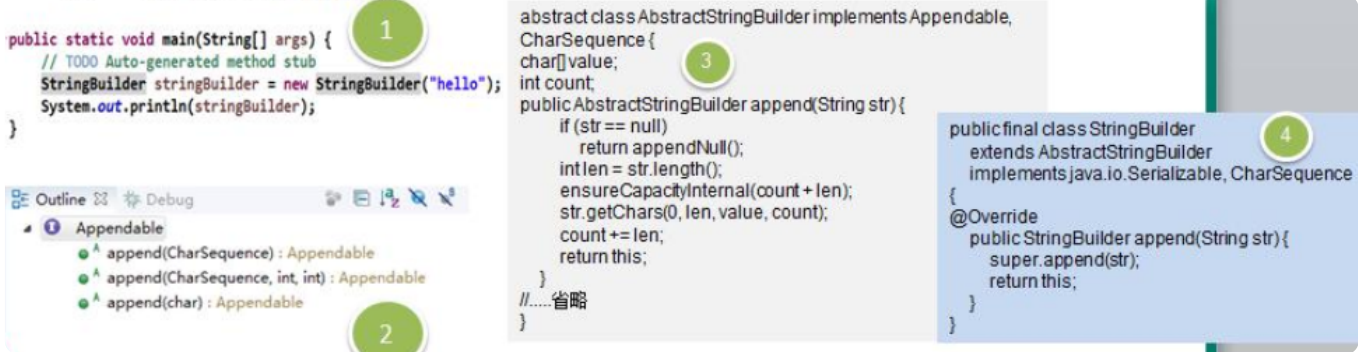 1
public static void main(String[] args) {
// TODO Auto-generated method stub
StringBuilder stringBuilder = new StringBuilder("hello");
System.out.println(stringBuilder);
}
Outline Debug
Appendable
append(CharSequence) : Appendable
append(CharSequence, int, int) : Appendable
append(char) : Appendable
2
abstract class AbstractStringBuilder implements Appendable,
CharSequence {
char[] value;
3
int count;
public AbstractStringBuilder append(String str) {
if (str == null)
return appendNull();
int len = str.length();
ensureCapacityInternal(count + len);
str.getChars(0, len, value, count);
count += len;
return this;
}
//.....省略
}
public final class StringBuilder
4
extends AbstractStringBuilder
implements java.io.Serializable, CharSequence
{
@Override
public StringBuilder append(String str) {
super.append(str);
return this;
}
}